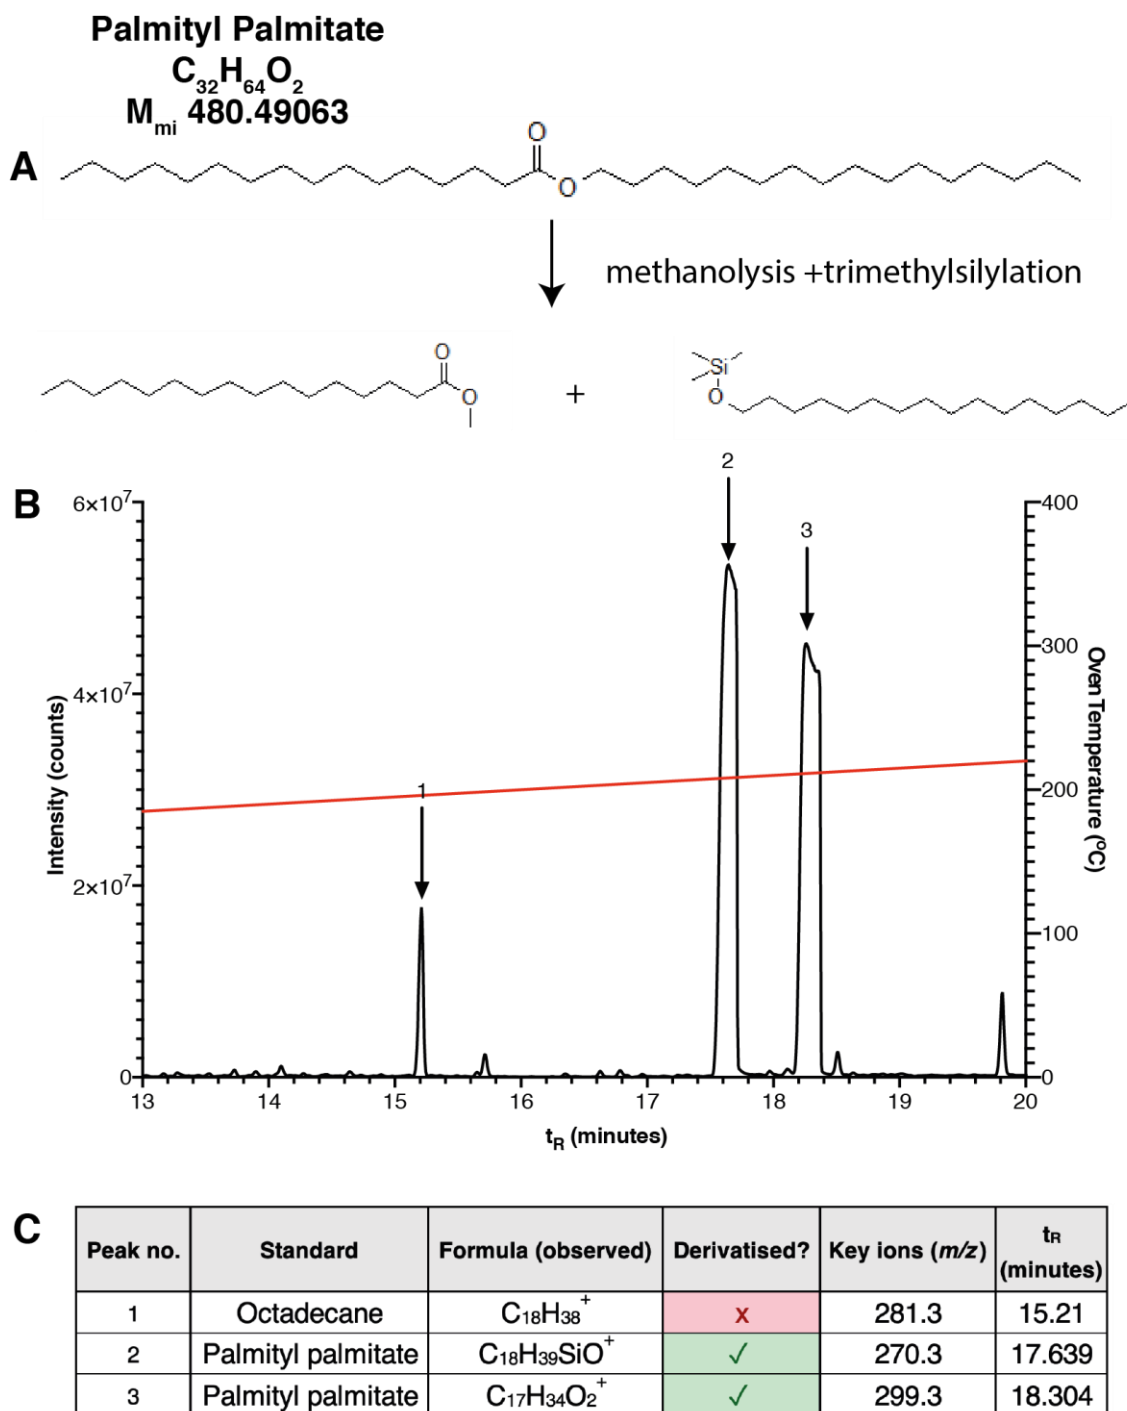 Palmityl Palmitate
C32H64O2
Mmi 480.49063
A
O
O
methanolysis +trimethylsilylation
O
O
+
Si
O
B
6×10⁷
4×10⁷
2×10⁷
0
Intensity (counts)
1
2
3
400
300
200
100
0
Oven Temperature (°C)
13 14 15 16 17 18 19 20
tR (minutes)
C
Peak no. Standard Formula (observed) Derivatised? Key ions (m/z) tR (minutes)
1 Octadecane C18H38+ x 281.3 15.21
2 Palmityl palmitate C18H39SiO+ ✓ 270.3 17.639
3 Palmityl palmitate C17H34O2+ ✓ 299.3 18.304